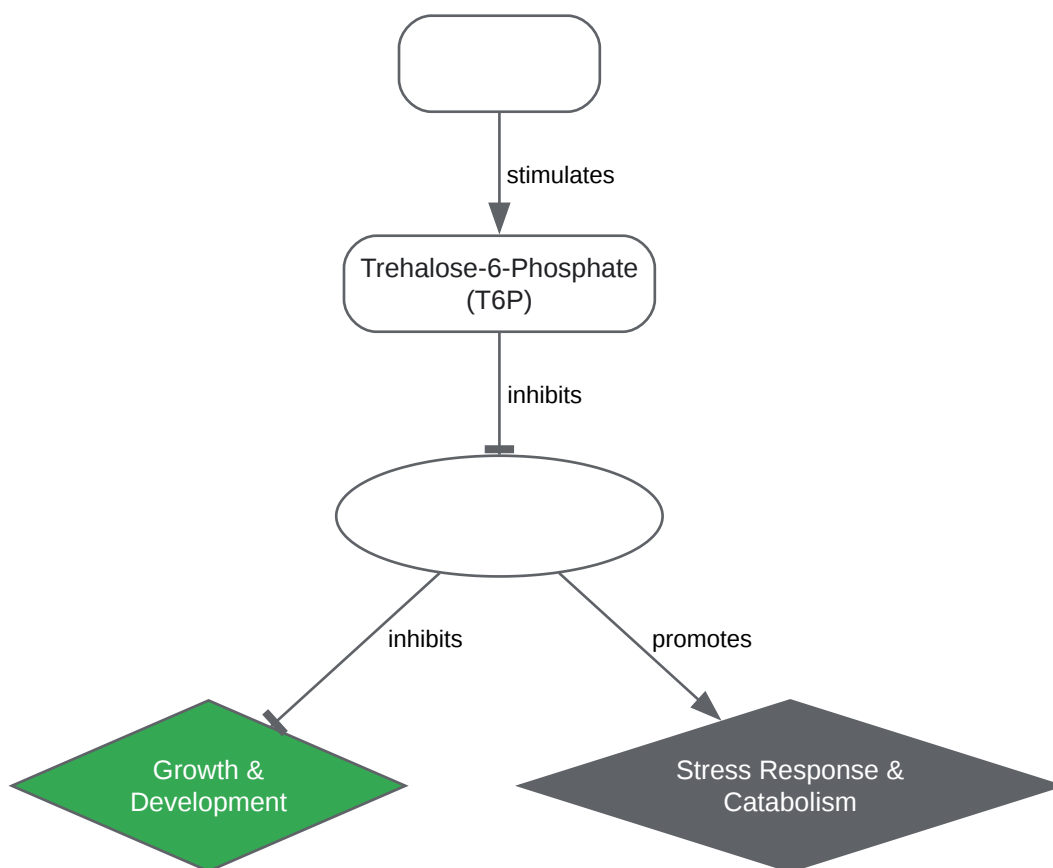 stimulates
Trehalose-6-Phosphate
(T6P)
inhibits
inhibits
promotes
Growth &
Development
Stress Response &
Catabolism